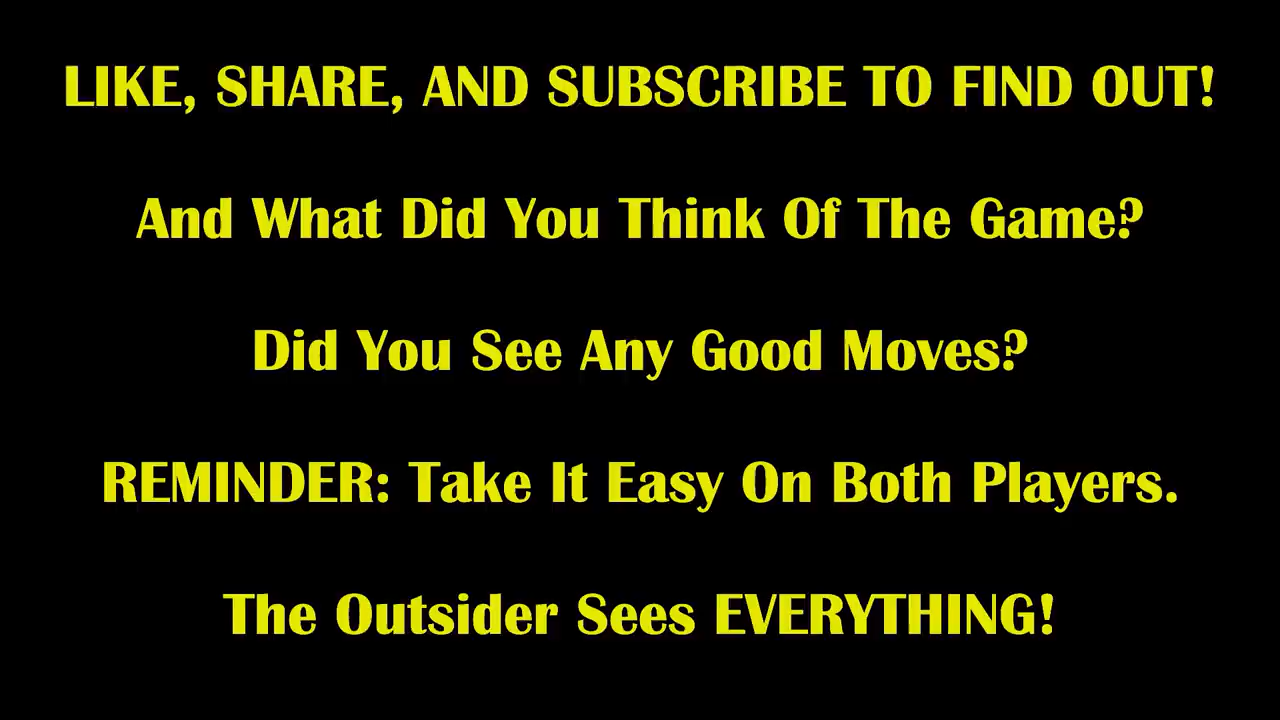 LIKE, SHARE, AND SUBSCRIBE TO FIND OUT!
And What Did You Think Of The Game?
Did You See Any Good Moves?
REMINDER: Take It Easy On Both Players.
The Outsider Sees EVERYTHING!